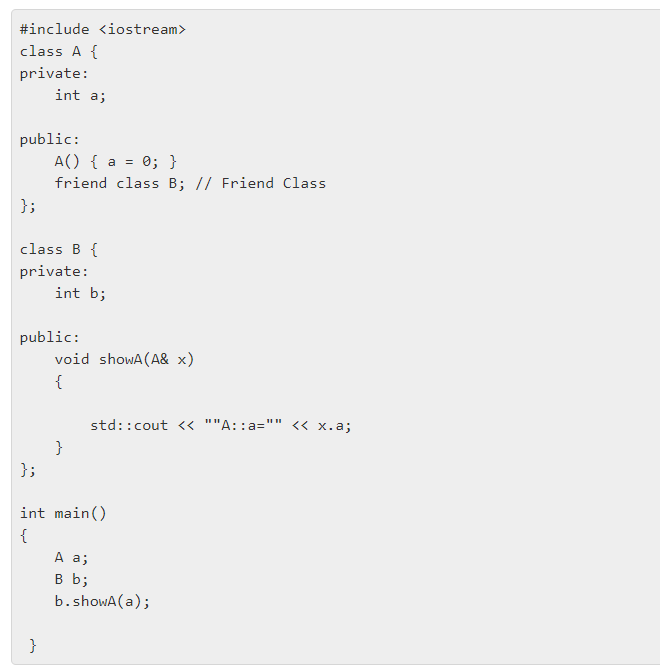 #include <iostream>
class A {
private:
    int a;
public:
    A() { a = 0; }
    friend class B; // Friend Class
};
class B {
private:
    int b;
public:
    void showA(A& x)
    {
        std::cout << ""A::a="" << x.a;
    }
};
int main()
{
    A a;
    B b;
    b.showA(a);
 }